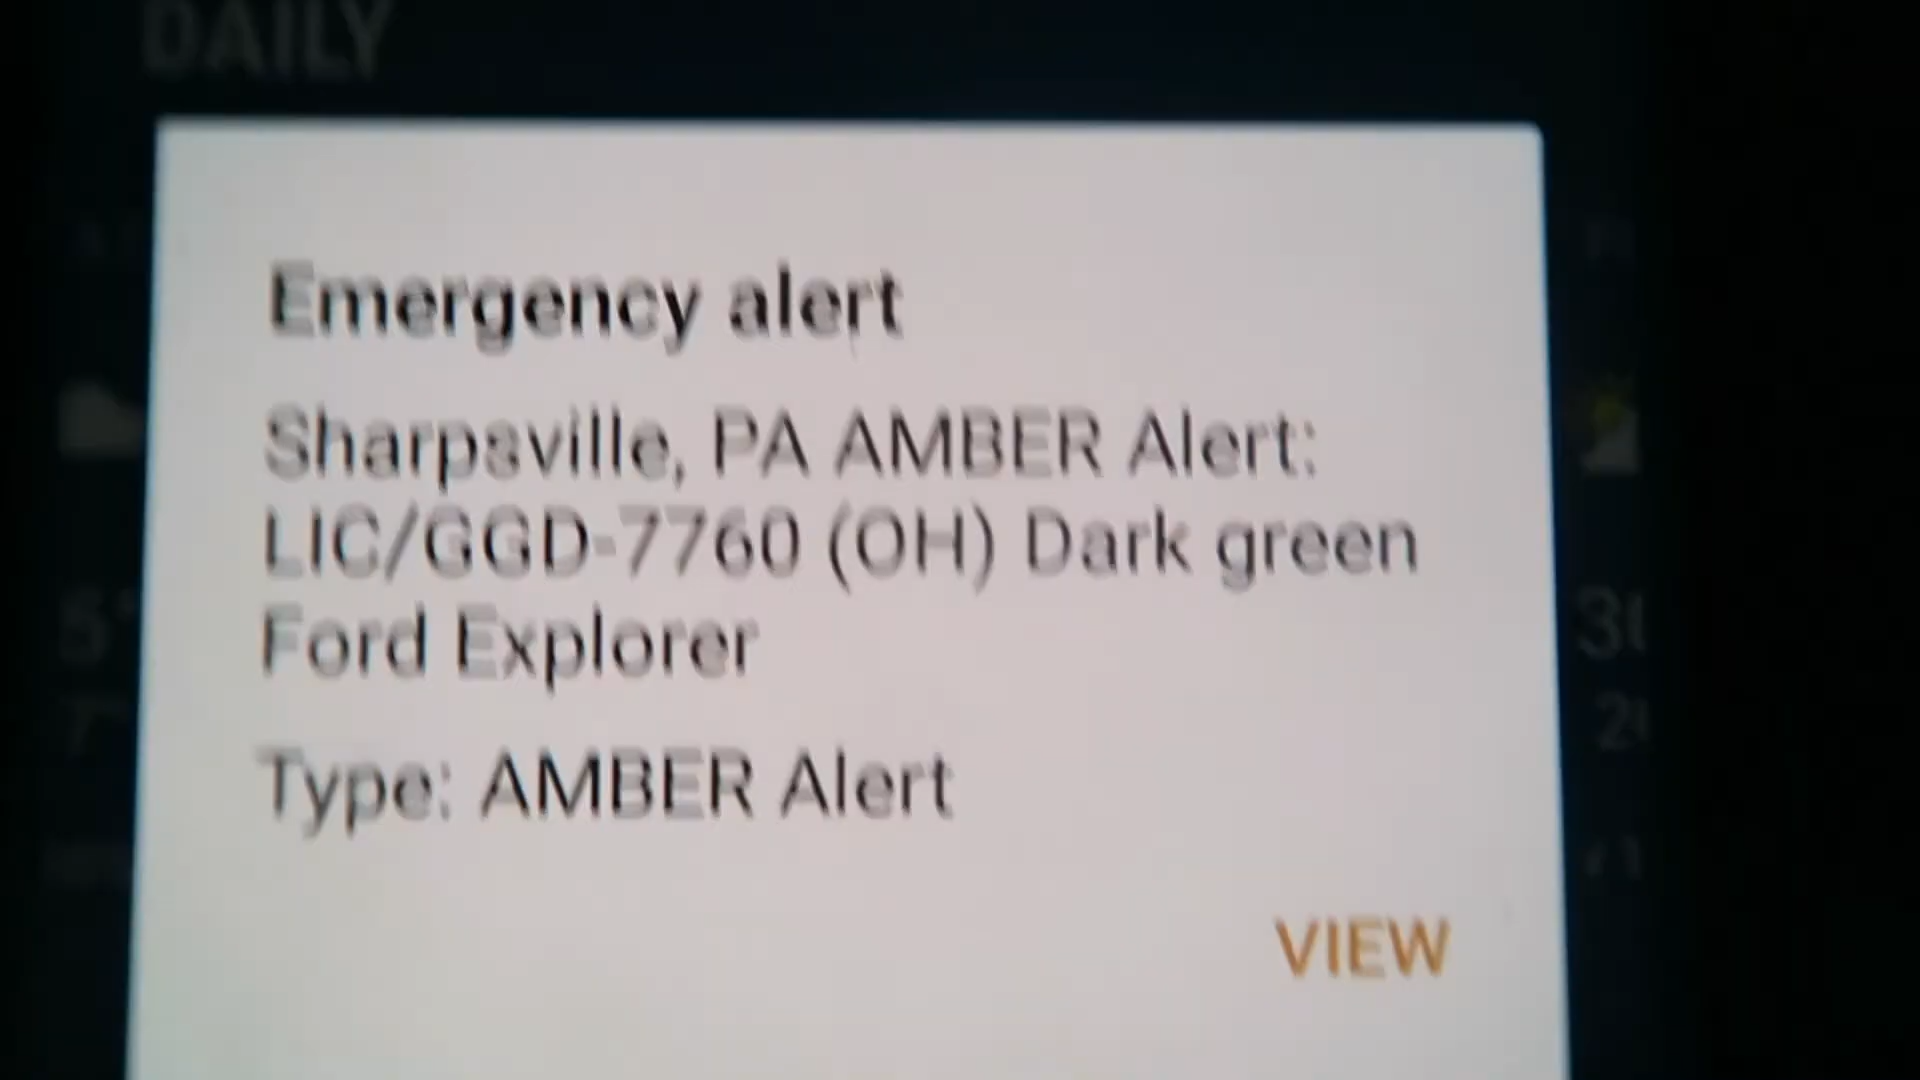 DAILY
Emergency alert
Sharpsville, PA AMBER Alert:
LIC/GGD-7760 (OH) Dark green
Ford Explorer
Type: AMBER Alert
VIEW